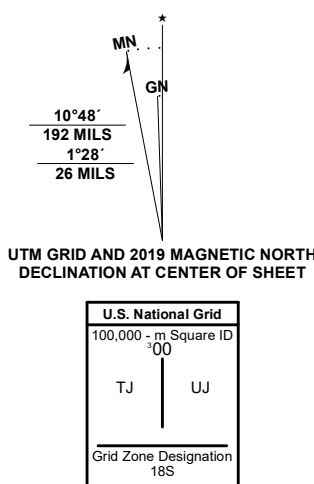 ★
MN
GN
10°48´
192 MILS
1°28´
26 MILS
UTM GRID AND 2019 MAGNETIC NORTH
DECLINATION AT CENTER OF SHEET
U.S. National Grid
100,000 - m Square ID
³00
TJ UJ
Grid Zone Designation
18S